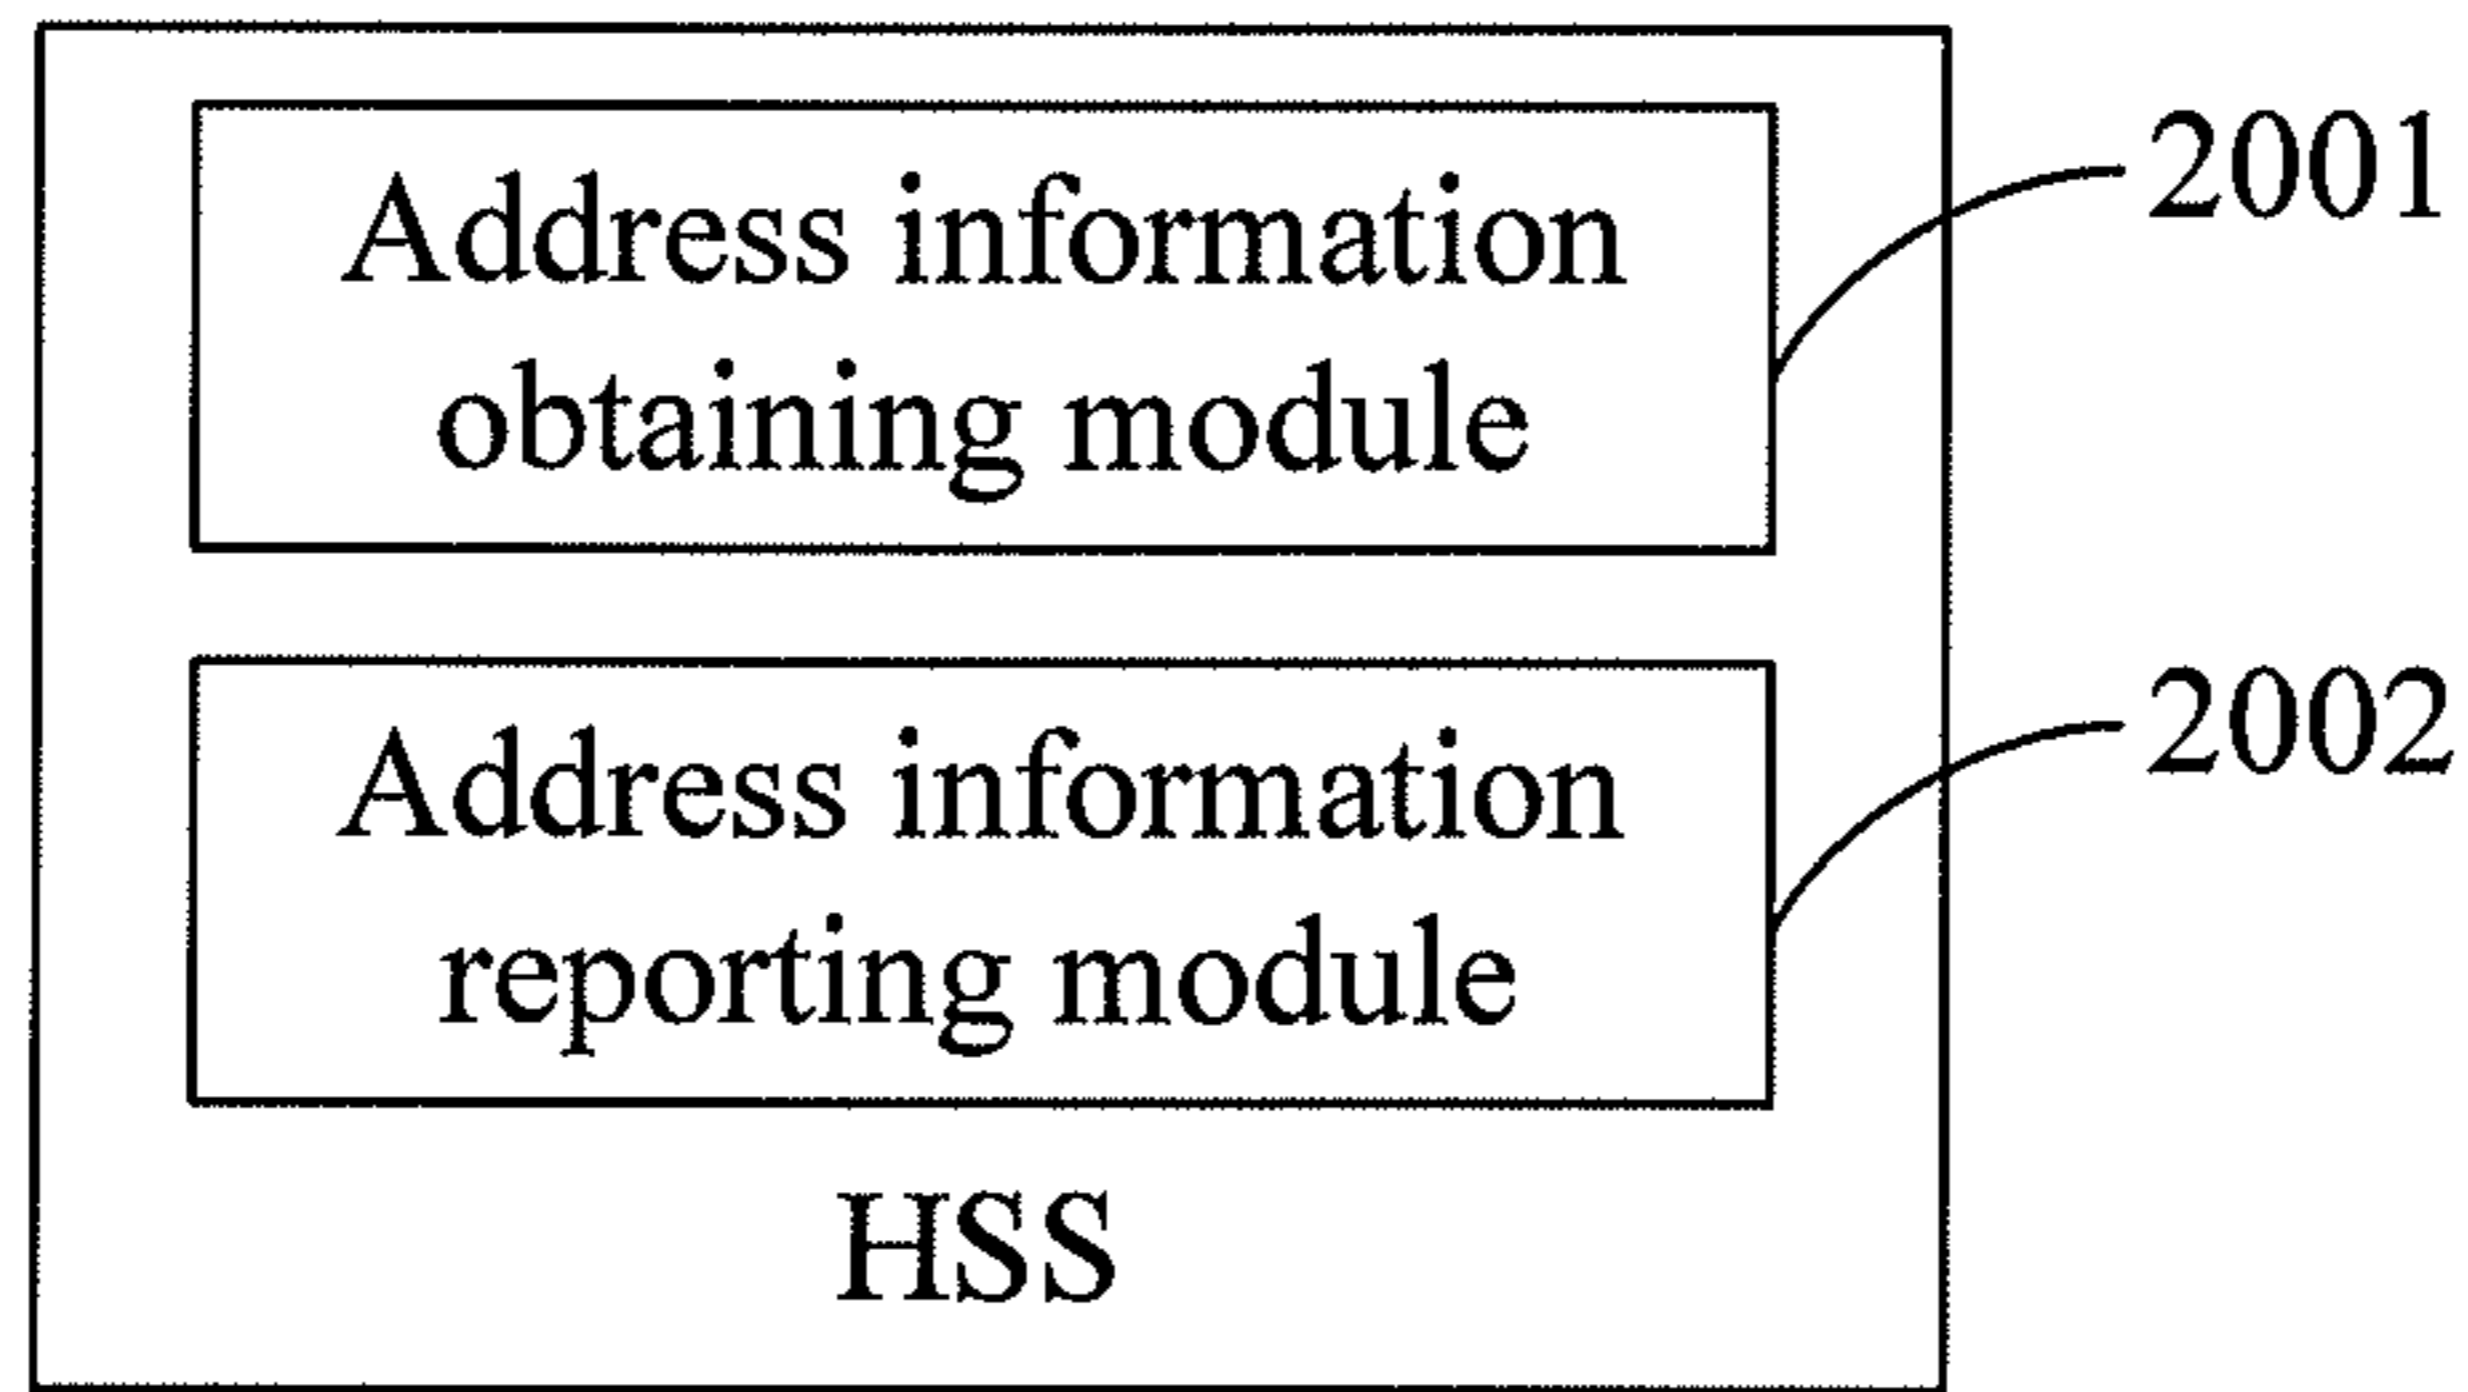 Address information
obtaining module
2001
Address information
reporting module
2002
HSS